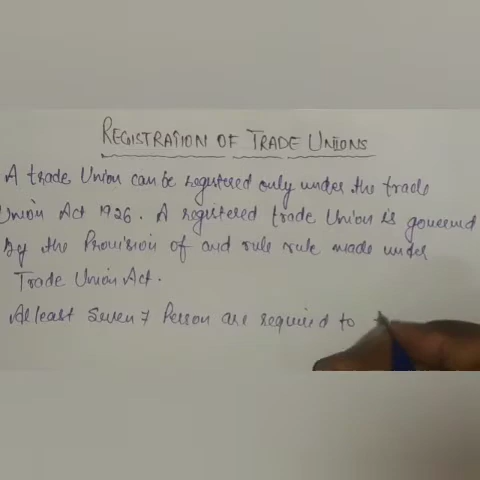 REGISTRATION OF TRADE UNIONS
A trade Union can be registered only under the trade
Union Act 1926. A registered trade Union is governed
by the Provision of and rule rule made under
Trade Union Act.
At least Seven 7 Person are required to